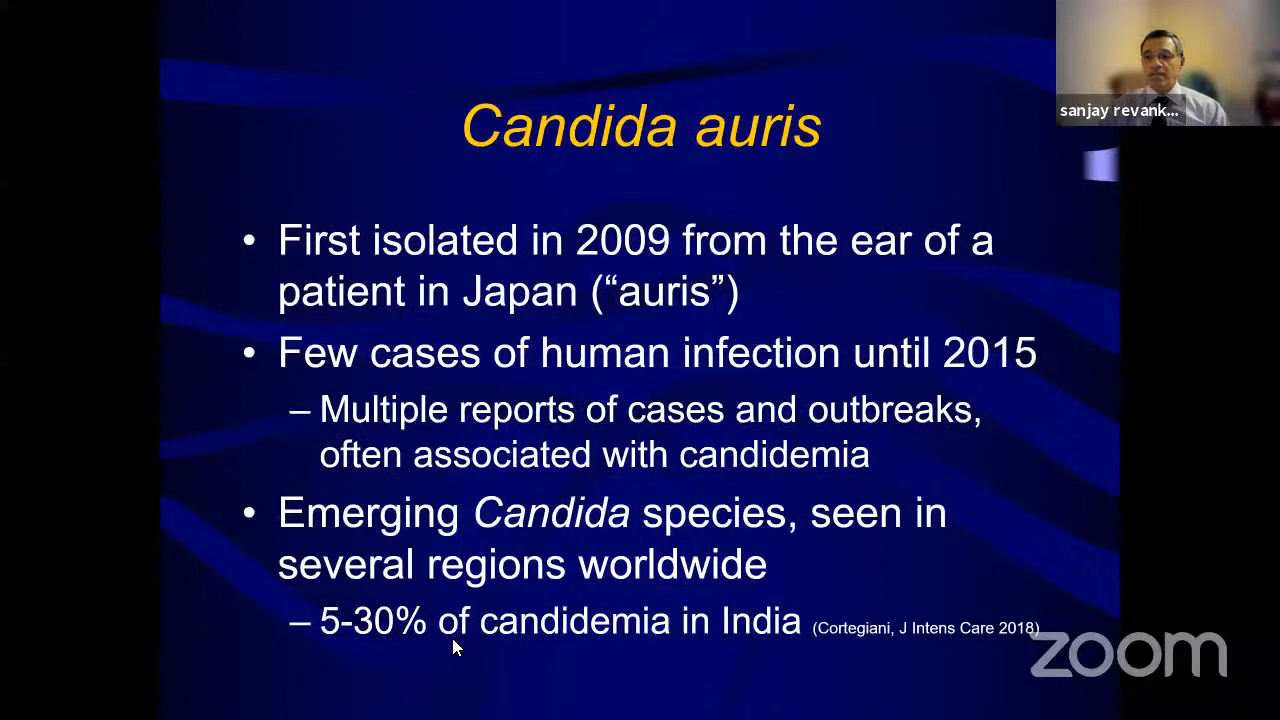 sanjay revank...
Candida auris
• First isolated in 2009 from the ear of a
patient in Japan (“auris”)
• Few cases of human infection until 2015
– Multiple reports of cases and outbreaks,
often associated with candidemia
• Emerging Candida species, seen in
several regions worldwide
– 5-30% of candidemia in India (Cortegiani, J Intens Care 2018)
zoom